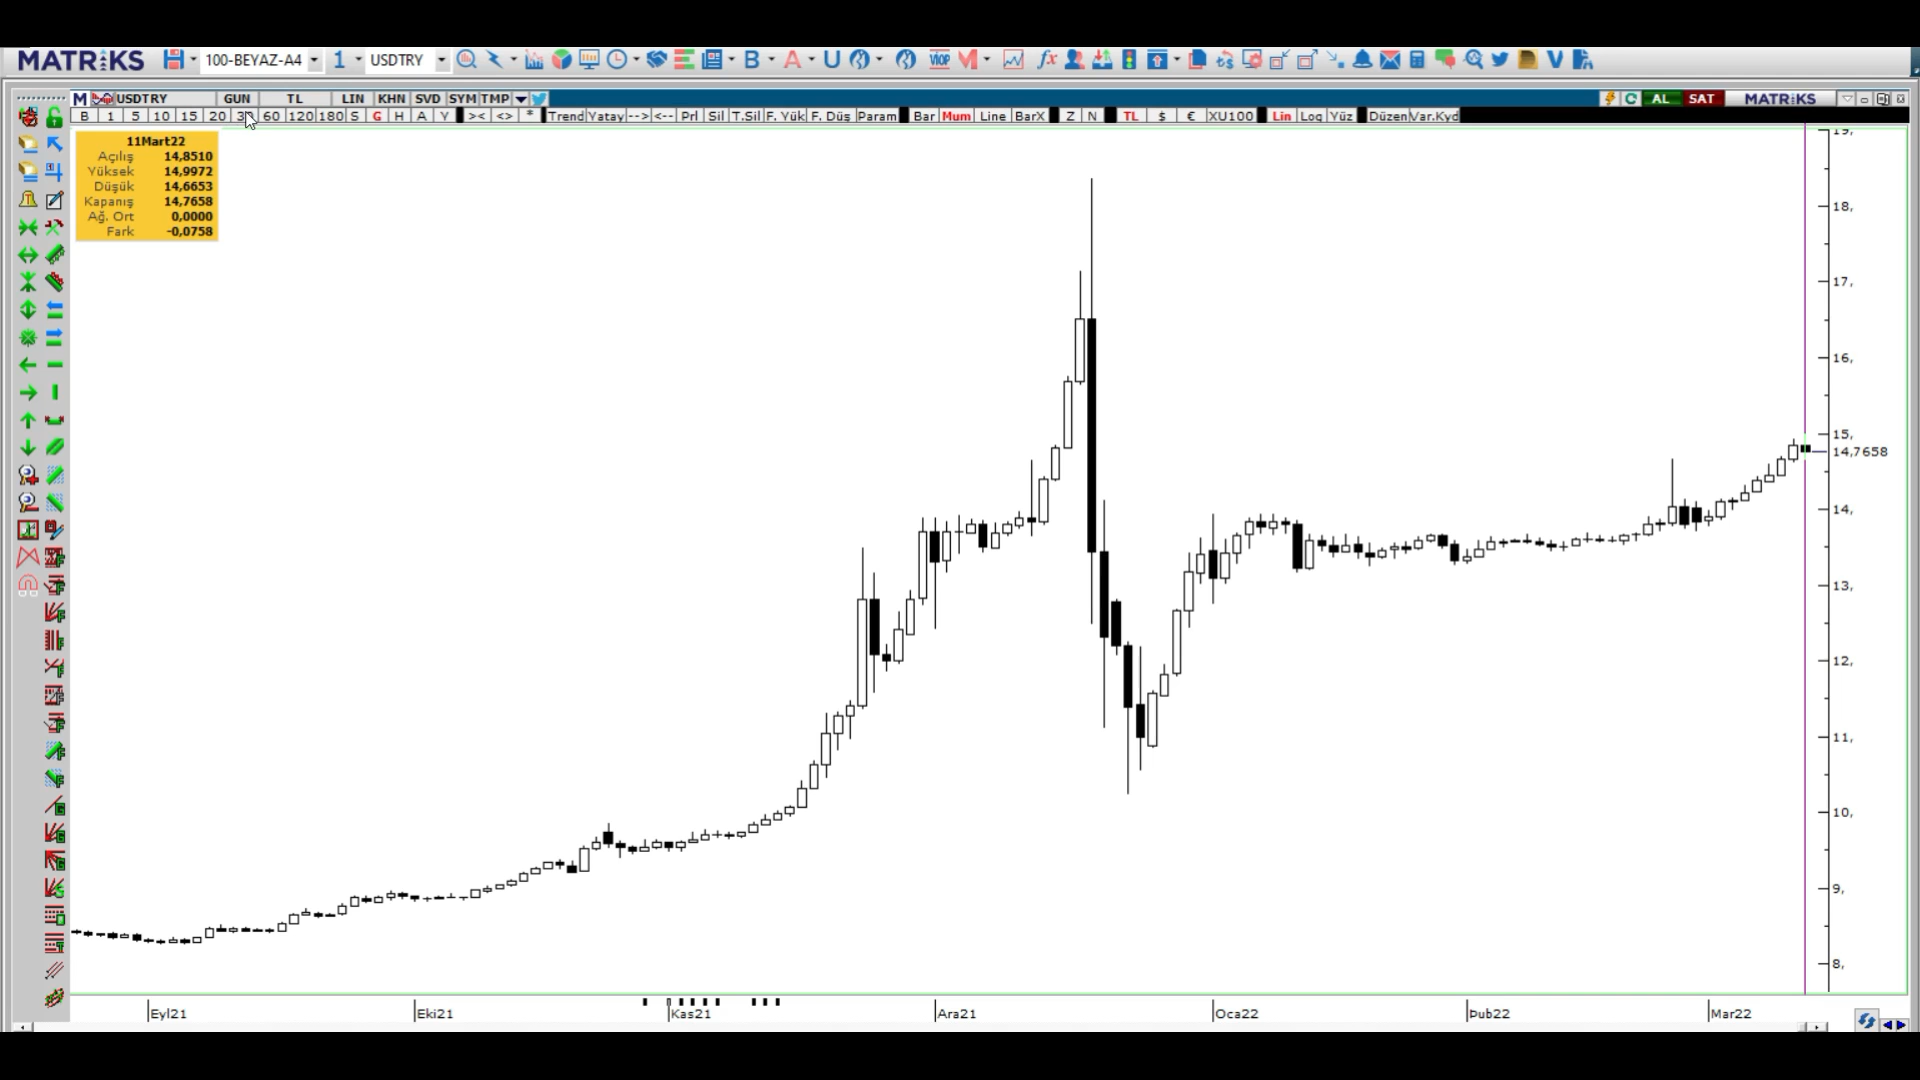 MATRIKS 100-BEYAZ-A4 1 USDTRY B A U VIOP M fx V
M USDTRY GUN TL LIN KHN SVD SYM TMP AL SAT MATRIKS
B 1 5 10 15 20 60 120 180 S G H A Y >< <> * Trend Yatay --> <-- Prl Sil T.Sil F. Yük F. Düş Param Bar Mum Line BarX Z N TL $ € XU100 Lin Log Yüz Düzen Var.Kyd
11Mart22
Açılış 14,8510
Yüksek 14,9972
Düşük 14,6653
Kapanış 14,7658
Ağ. Ort 0,0000
Fark -0,0758
19,
18,
17,
16,
15,
14,7658
14,
13,
12,
11,
10,
9,
8,
Eyl21 Eki21 Kas21 Ara21 Oca22 Þub22 Mar22